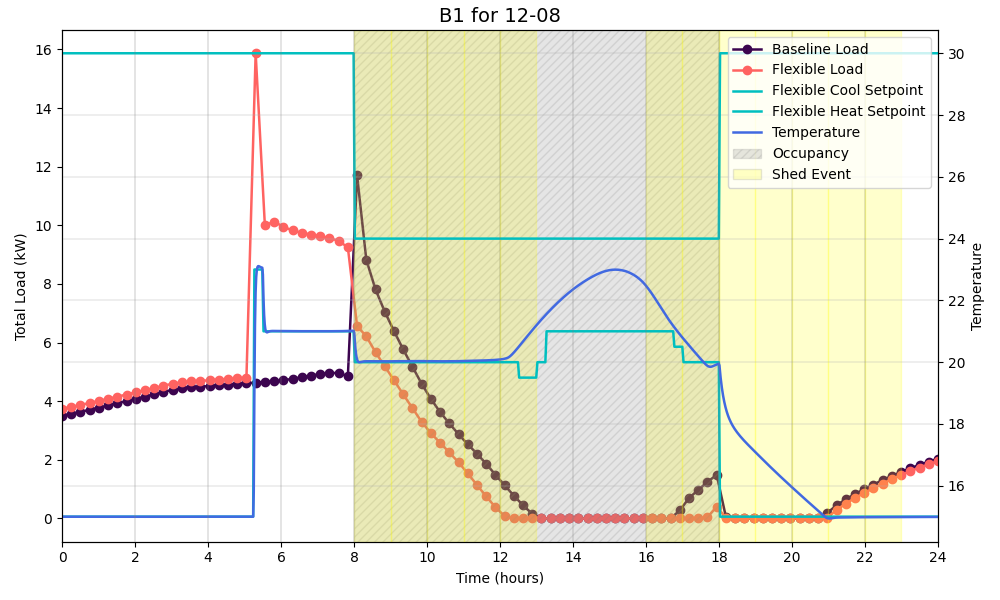 B1 for 12-08
Total Load (kW)
16
14
12
10
8
6
4
2
0
Baseline Load
Flexible Load
Flexible Cool Setpoint
Flexible Heat Setpoint
Temperature
Occupancy
Shed Event
30
28
26
24
22
20
18
16
Temperature
0 2 4 6 8 10 12 14 16 18 20 22 24
Time (hours)